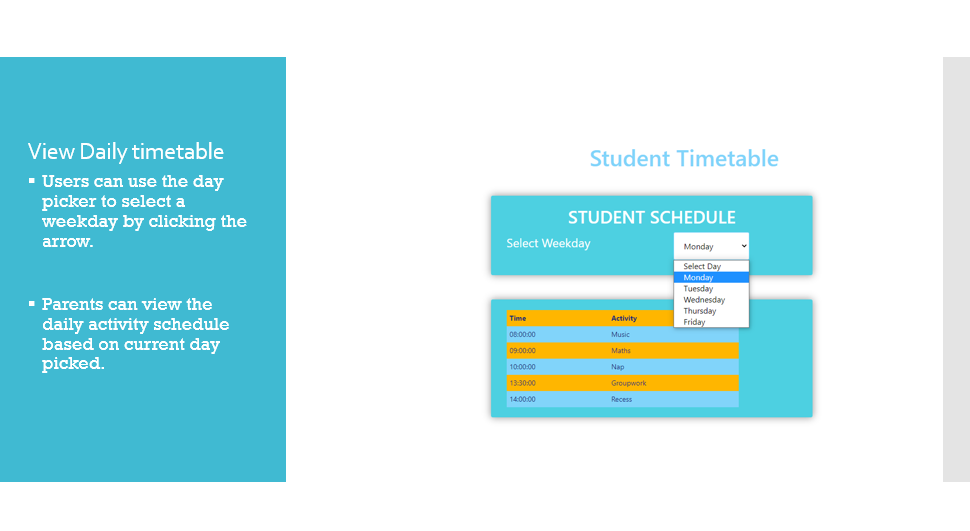 View Daily timetable
▪ Users can use the day
picker to select a
weekday by clicking the
arrow.
▪ Parents can view the
daily activity schedule
based on current day
picked.
Student Timetable
STUDENT SCHEDULE
Select Weekday
Monday
Select Day
Monday
Tuesday
Wednesday
Thursday
Friday
Time Activity
08:00:00 Music
09:00:00 Maths
10:00:00 Nap
13:30:00 Groupwork
14:00:00 Recess